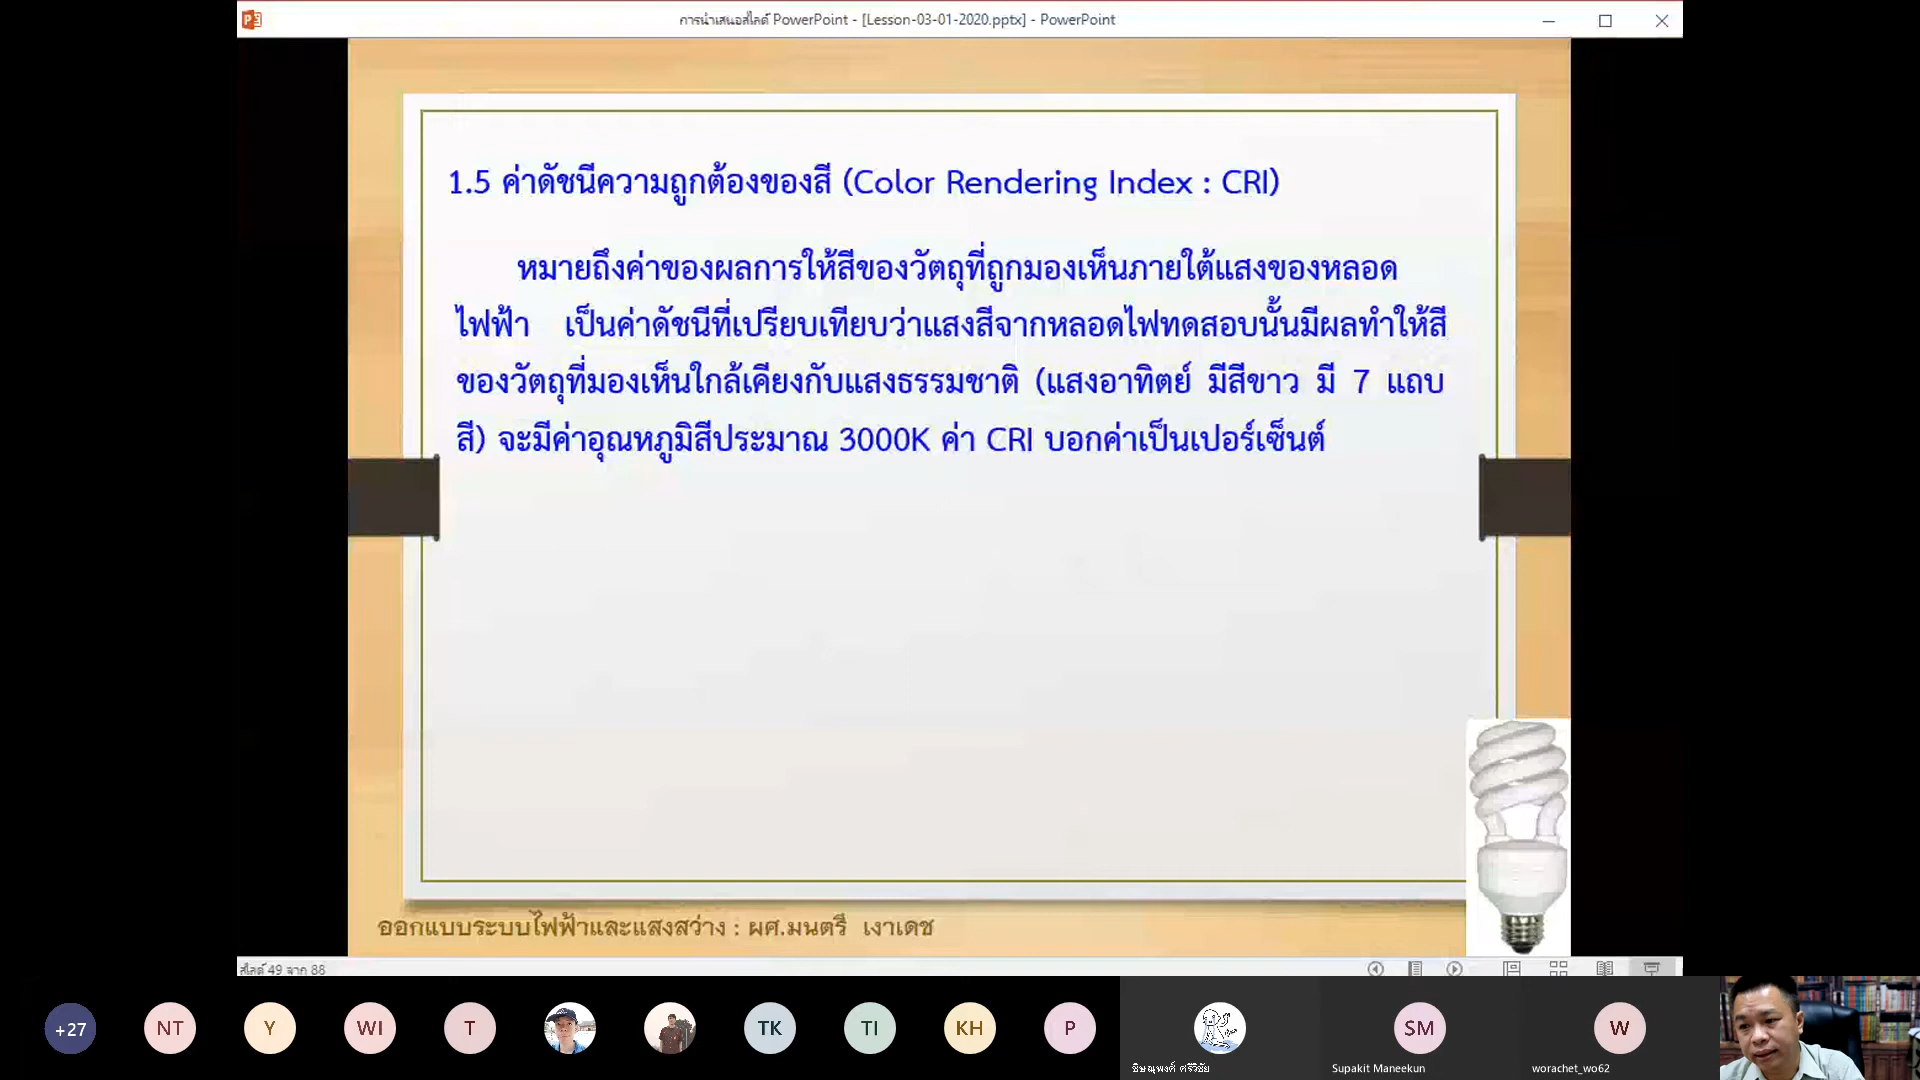 การนำเสนอสไลด์ PowerPoint - [Lesson-03-01-2020.pptx] - PowerPoint
1.5 ค่าดัชนีความถูกต้องของสี (Color Rendering Index : CRI)
หมายถึงค่าของผลการให้สีของวัตถุที่ถูกมองเห็นภายใต้แสงของหลอด
ไฟฟ้า เป็นค่าดัชนีที่เปรียบเทียบว่าแสงสีจากหลอดไฟทดสอบนั้นมีผลทำให้สี
ของวัตถุที่มองเห็นใกล้เคียงกับแสงธรรมชาติ (แสงอาทิตย์ มีสีขาว มี 7 แถบ
สี) จะมีค่าอุณหภูมิสีประมาณ 3000K ค่า CRI บอกค่าเป็นเปอร์เซ็นต์
ออกแบบระบบไฟฟ้าและแสงสว่าง : ผศ.มนตรี เงาเดช
สไลด์ 49 จาก 88
+27 NT Y WI T TK TI KH P SM W
Supakit Maneekun worachet_wo62